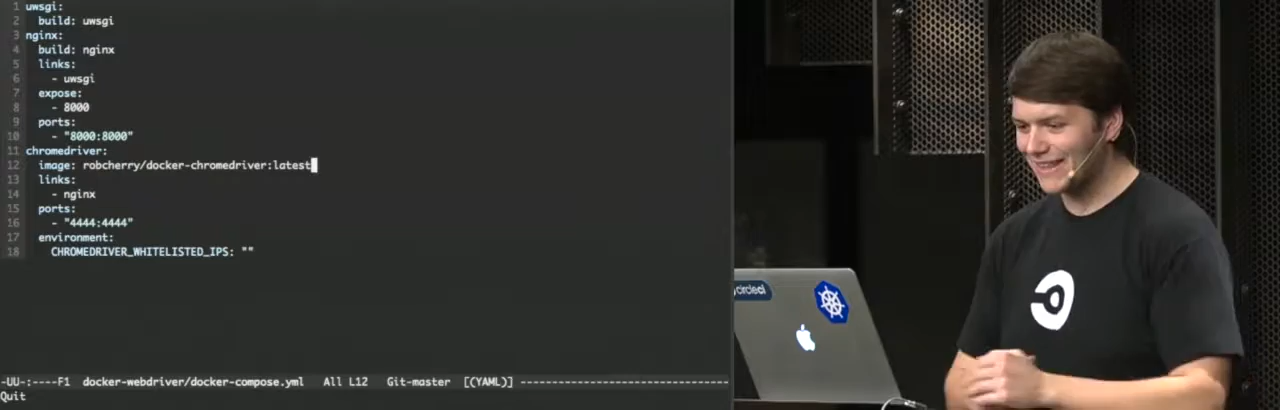 1 uwsgi:
2 build: uwsgi
3 nginx:
4 build: nginx
5 links:
6 - uwsgi
7 expose:
8 - 8000
9 ports:
10 - "8000:8000"
11 chromedriver:
12 image: robcherry/docker-chromedriver:latest
13 links:
14 - nginx
15 ports:
16 - "4444:4444"
17 environment:
18 CHROMEDRIVER_WHITELISTED_IPS: ""
-UU-:----F1 docker-webdriver/docker-compose.yml All L12 Git-master [(YAML)] --------------------------------
Quit
circleci